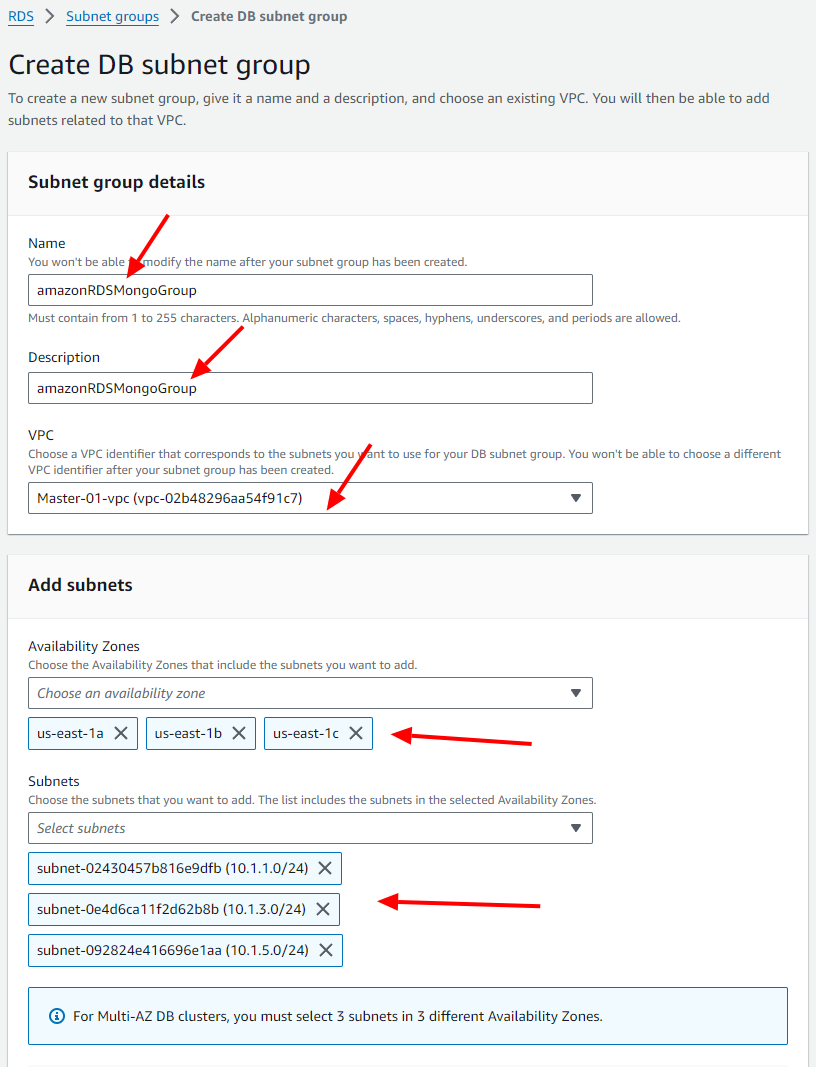 RDS > Subnet groups > Create DB subnet group
Create DB subnet group
To create a new subnet group, give it a name and a description, and choose an existing VPC. You will then be able to add
subnets related to that VPC.
Subnet group details
Name
You won't be able to modify the name after your subnet group has been created.
amazonRDSMongoGroup
Must contain from 1 to 255 characters. Alphanumeric characters, spaces, hyphens, underscores, and periods are allowed.
Description
amazonRDSMongoGroup
VPC
Choose a VPC identifier that corresponds to the subnets you want to use for your DB subnet group. You won't be able to choose a different
VPC identifier after your subnet group has been created.
Master-01-vpc (vpc-02b48296aa54f91c7)
Add subnets
Availability Zones
Choose the Availability Zones that include the subnets you want to add.
Choose an availability zone
us-east-1a us-east-1b us-east-1c
Subnets
Choose the subnets that you want to add. The list includes the subnets in the selected Availability Zones.
Select subnets
subnet-02430457b816e9dfb (10.1.1.0/24)
subnet-0e4d6ca11f2d62b8b (10.1.3.0/24)
subnet-092824e416696e1aa (10.1.5.0/24)
For Multi-AZ DB clusters, you must select 3 subnets in 3 different Availability Zones.